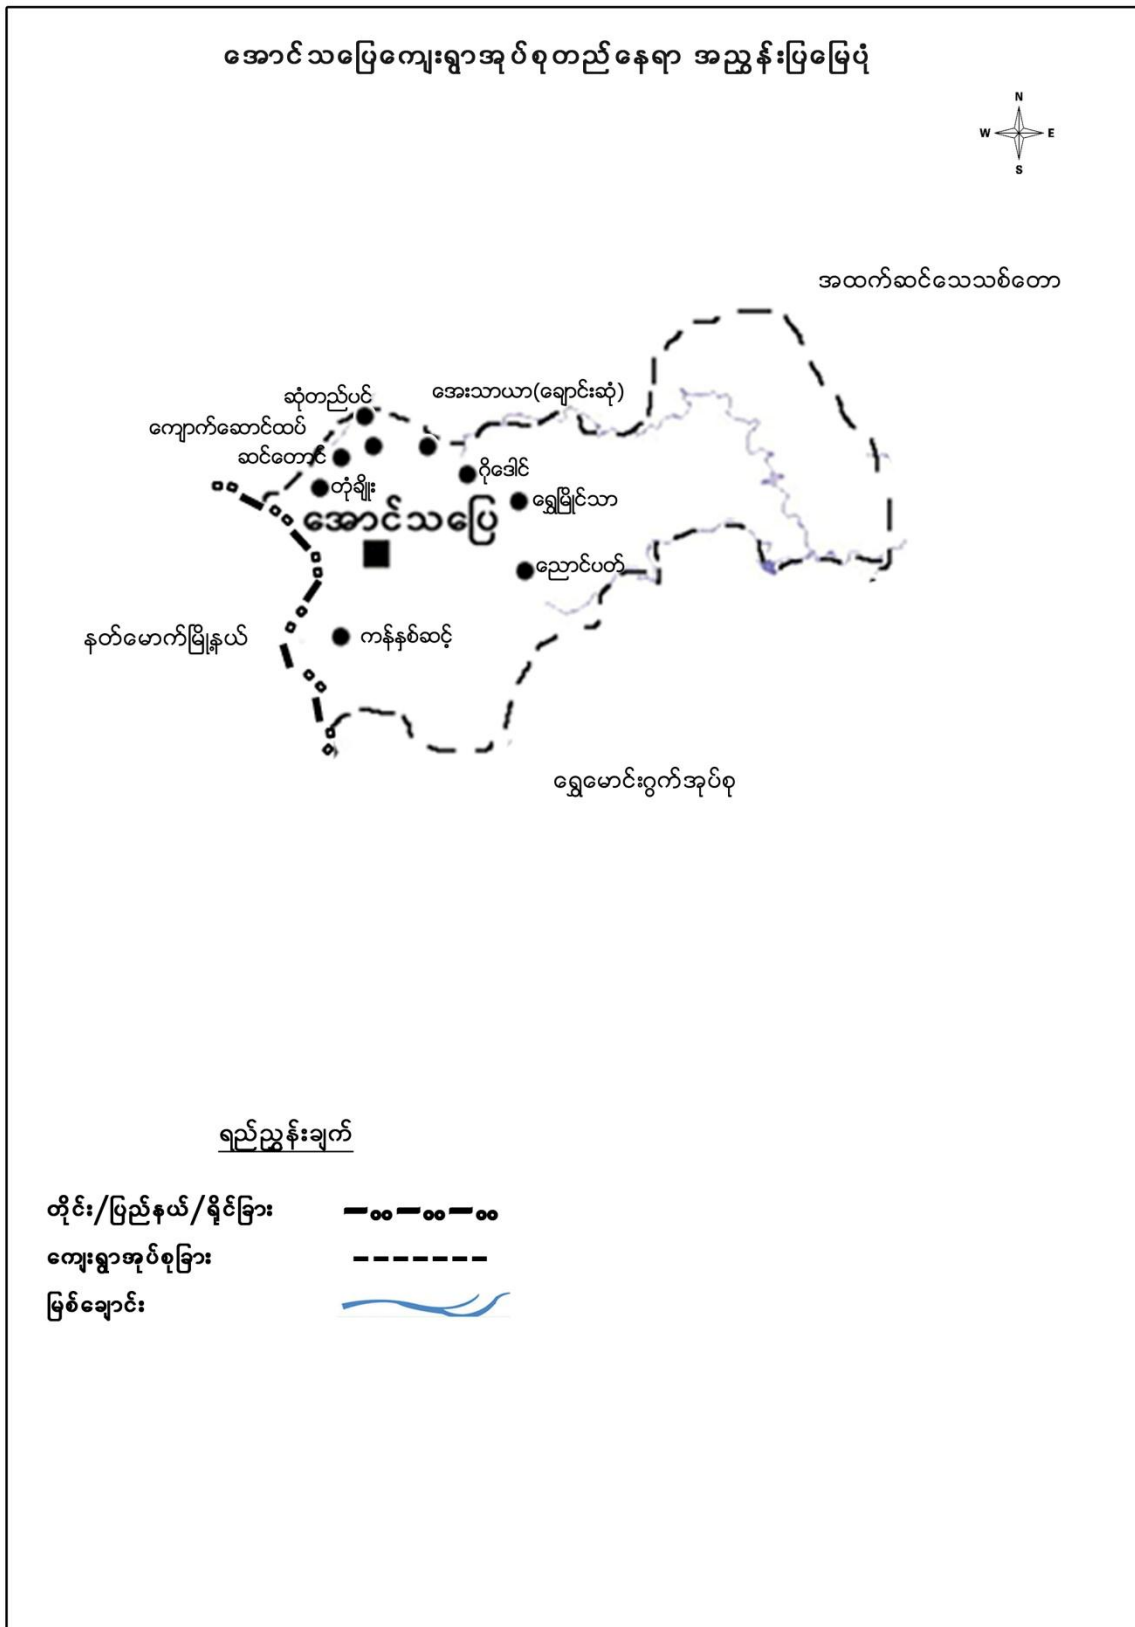 အောင်သပြေကျေးရွာအုပ်စုတည်နေရာ အညွှန်းပြမြေပုံ
N
W E
S
အထက်ဆင်သေသစ်တော
ဆုံတည်ပင်
အေးသာယာ(ချောင်းဆုံ)
ကျောက်ဆောင်ထပ်
ဆင်တောင်
ဂိုဒေါင်
တုံချိုး
ရွှေမြိုင်သာ
အောင်သပြေ
ညောင်ပတ်
နတ်မောက်မြို့နယ်
ကန်နှစ်ဆင့်
ရွှေမောင်းဂွက်အုပ်စု
ရည်ညွှန်းချက်
တိုင်း/ပြည်နယ်/ရိုင်ခြား
ကျေးရွာအုပ်စုခြား
မြစ်ချောင်း